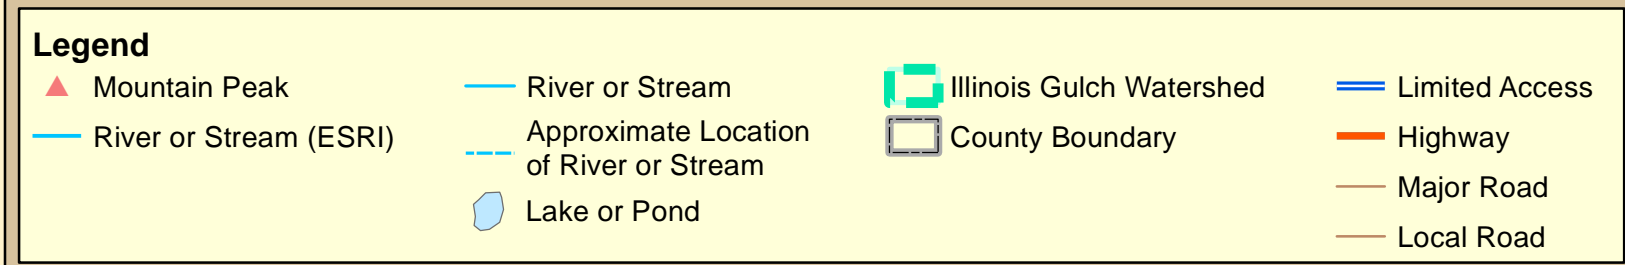 Legend
Mountain Peak
River or Stream (ESRI)
River or Stream
Approximate Location
of River or Stream
Lake or Pond
Illinois Gulch Watershed
County Boundary
Limited Access
Highway
Major Road
Local Road